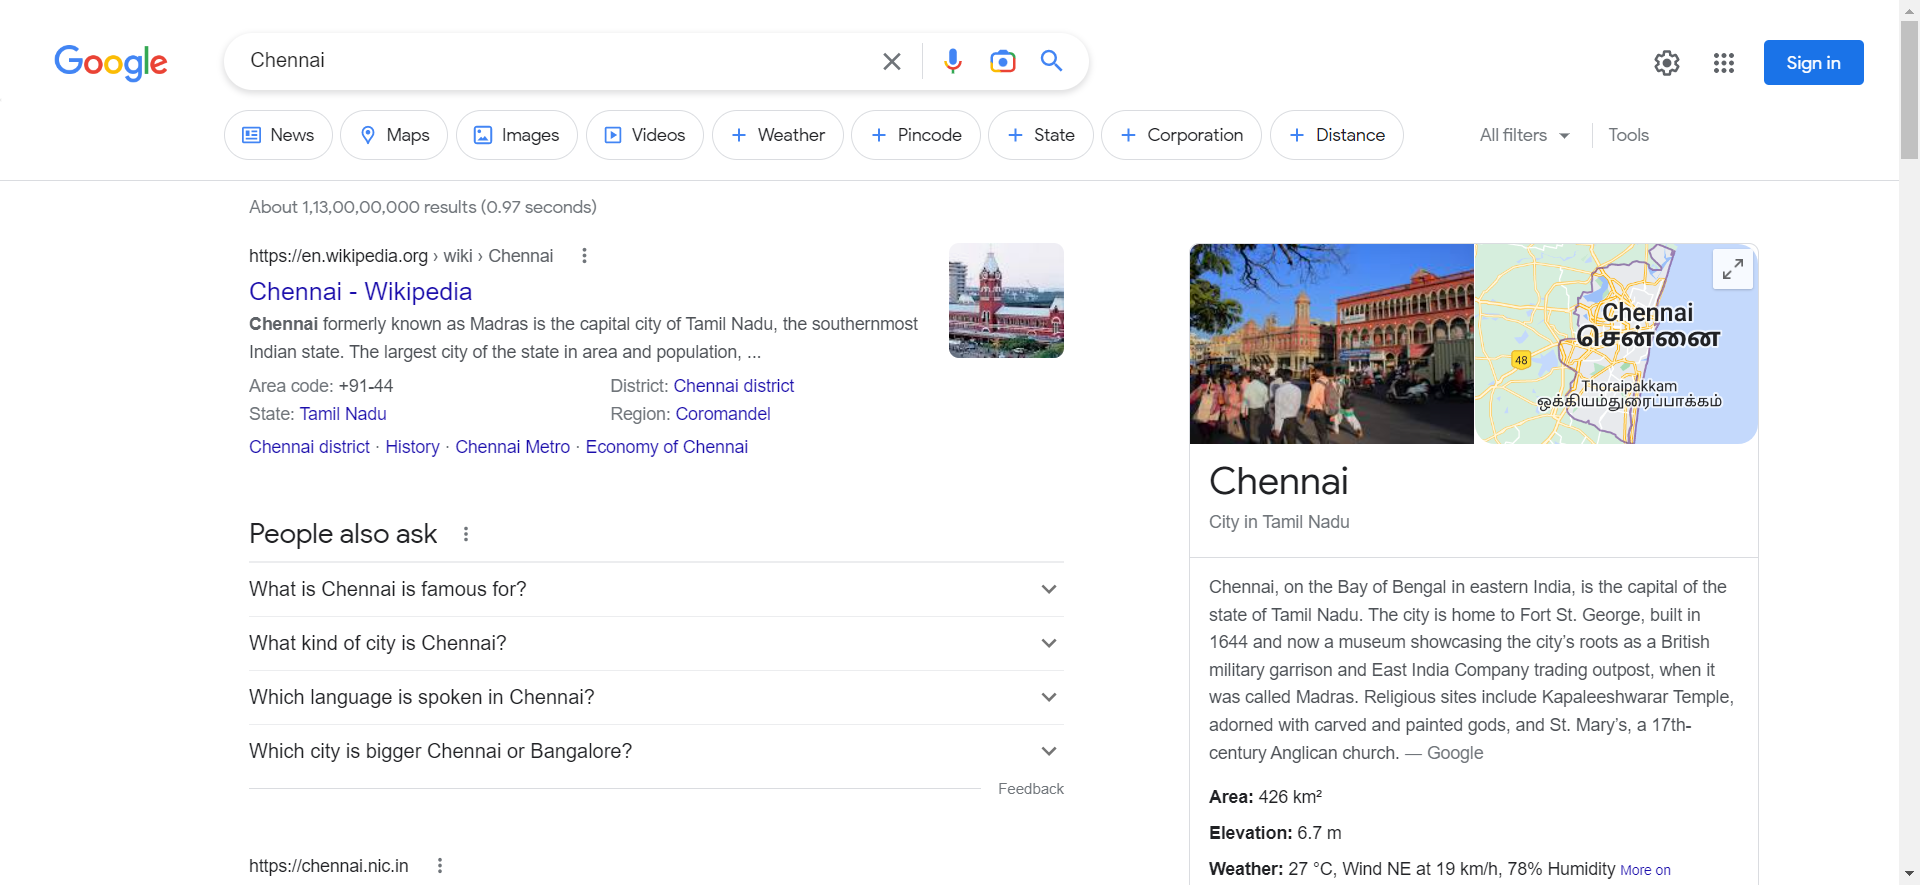 Google
Chennai
Sign in
News
Maps
Images
Videos
Weather
Pincode
State
Corporation
Distance
All filters
Tools
About 1,13,00,00,000 results (0.97 seconds)
https://en.wikipedia.org › wiki › Chennai
Chennai - Wikipedia
Chennai formerly known as Madras is the capital city of Tamil Nadu, the southernmost
Indian state. The largest city of the state in area and population, ...
Area code: +91-44
District: Chennai district
State: Tamil Nadu
Region: Coromandel
Chennai district · History · Chennai Metro · Economy of Chennai
People also ask
What is Chennai is famous for?
What kind of city is Chennai?
Which language is spoken in Chennai?
Which city is bigger Chennai or Bangalore?
Feedback
https://chennai.nic.in
Chennai
சென்னை
48
Thoraipakkam
ஒக்கியம்துரைப்பாக்கம்
Chennai
City in Tamil Nadu
Chennai, on the Bay of Bengal in eastern India, is the capital of the
state of Tamil Nadu. The city is home to Fort St. George, built in
1644 and now a museum showcasing the city's roots as a British
military garrison and East India Company trading outpost, when it
was called Madras. Religious sites include Kapaleeshwarar Temple,
adorned with carved and painted gods, and St. Mary's, a 17th-
century Anglican church. — Google
Area: 426 km²
Elevation: 6.7 m
Weather: 27 °C, Wind NE at 19 km/h, 78% Humidity More on